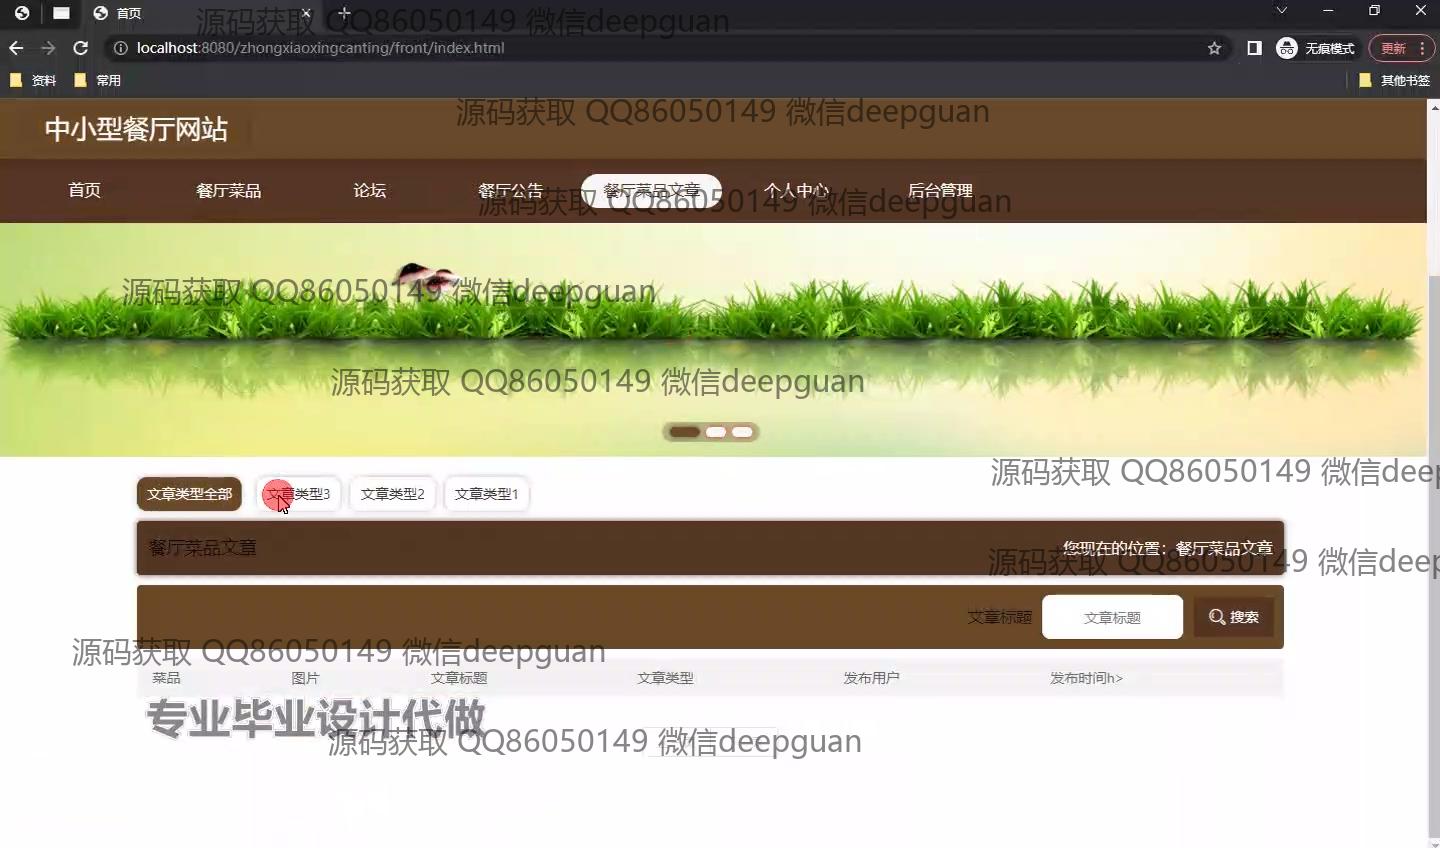 首页
源码获取 QQ86050149 微信deepguan
localhost:8080/zhongxiaoxingcanting/front/index.html
无痕模式
更新
资料
常用
其他书签
源码获取 QQ86050149 微信deepguan
中小型餐厅网站
首页
餐厅菜品
论坛
餐厅公告
餐厅菜品文章
个人中心
后台管理
源码获取 QQ86050149 微信deepguan
源码获取 QQ86050149 微信deepguan
源码获取 QQ86050149 微信deepguan
源码获取 QQ86050149 微信deep
文章类型全部
文章类型3
文章类型2
文章类型1
餐厅菜品文章
您现在的位置：餐厅菜品文章
源码获取 QQ86050149 微信deep
文章标题
文章标题
搜索
源码获取 QQ86050149 微信deepguan
菜品
图片
文章标题
文章类型
发布用户
发布时间h>
专业毕业设计代做
源码获取 QQ86050149 微信deepguan